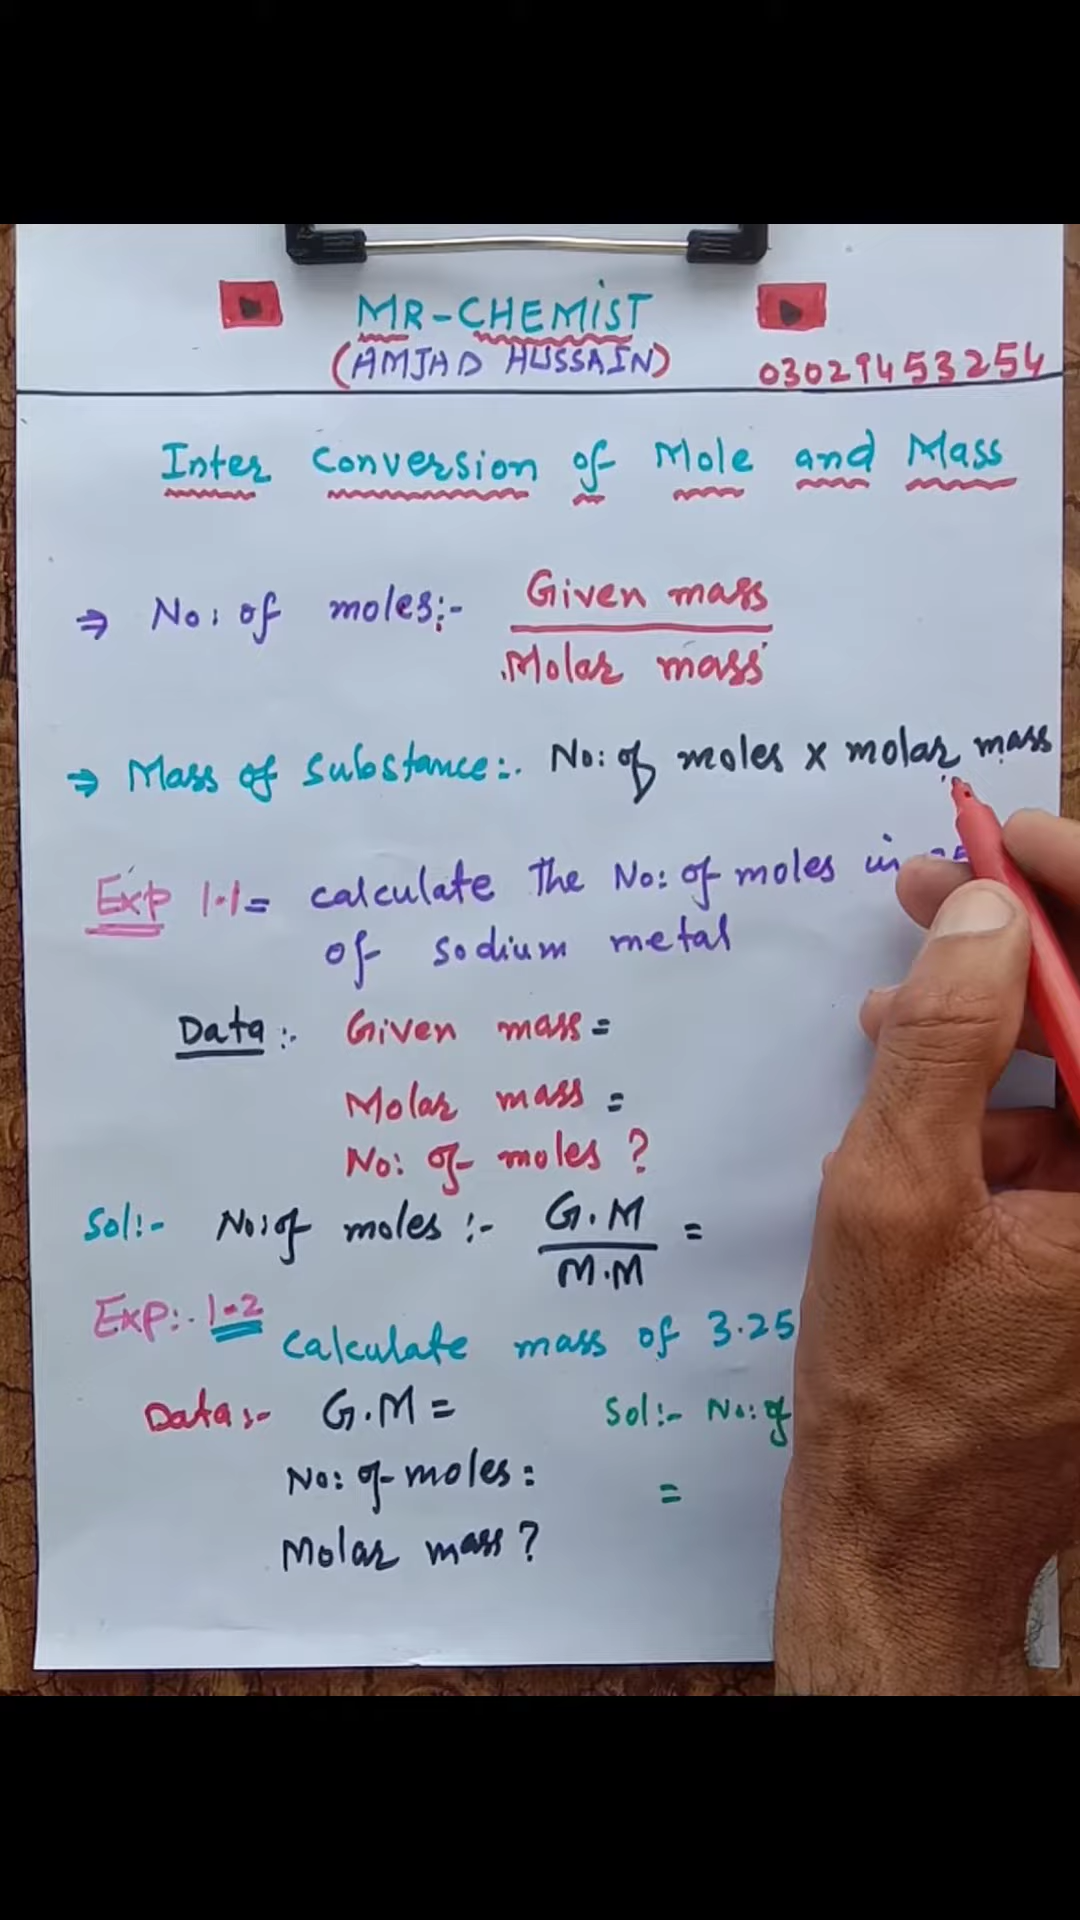 MR-CHEMIST
(AMJAD HUSSAIN)
03029453254
Inter Conversion of Mole and Mass
⇒ No: of moles:- Given mass
Molar mass
⇒ Mass of Substance:- No: of moles x molar mass
Exp 1.1 = calculate the No: of moles in
of sodium metal
Data:- Given mass =
Molar mass =
No: of moles ?
Sol:- No: of moles :- G.M =
M.M
Exp:- 1.2
Calculate mass of 3.25
Data:- G.M = Sol:- No: of
No: of moles: =
Molar mass ?